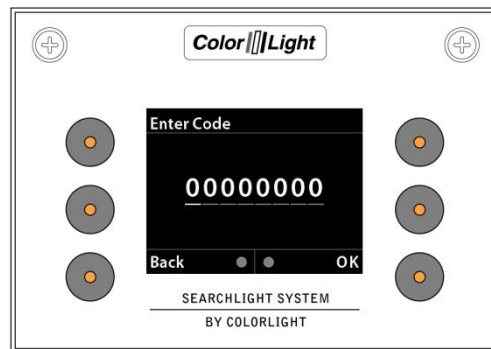 Color Light
Enter Code
00000000
Back OK
SEARCHLIGHT SYSTEM
BY COLORLIGHT